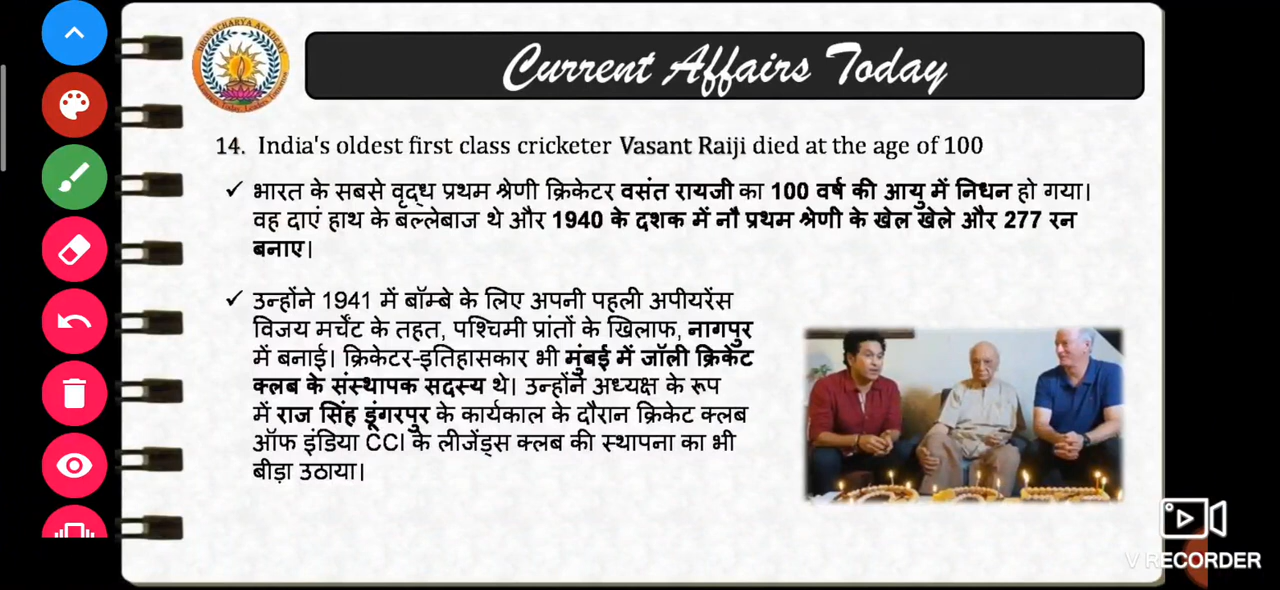 Current Affairs Today
DRONACHARYA ACADEMY
14. India's oldest first class cricketer Vasant Raiji died at the age of 100
✓ भारत के सबसे वृद्ध प्रथम श्रेणी क्रिकेटर वसंत रायजी का 100 वर्ष की आयु में निधन हो गया।
वह दाएं हाथ के बल्लेबाज थे और 1940 के दशक में नौ प्रथम श्रेणी के खेल खेले और 277 रन
बनाए।
✓ उन्होंने 1941 में बॉम्बे के लिए अपनी पहली अपीयरेंस
विजय मर्चेंट के तहत, पश्चिमी प्रांतों के खिलाफ, नागपुर
में बनाई। क्रिकेटर-इतिहासकार भी मुंबई में जॉली क्रिकेट
क्लब के संस्थापक सदस्य थे। उन्होंने अध्यक्ष के रूप
में राज सिंह डूंगरपुर के कार्यकाल के दौरान क्रिकेट क्लब
ऑफ इंडिया CCI के लीजेंड्स क्लब की स्थापना का भी
बीड़ा उठाया।
V RECORDER